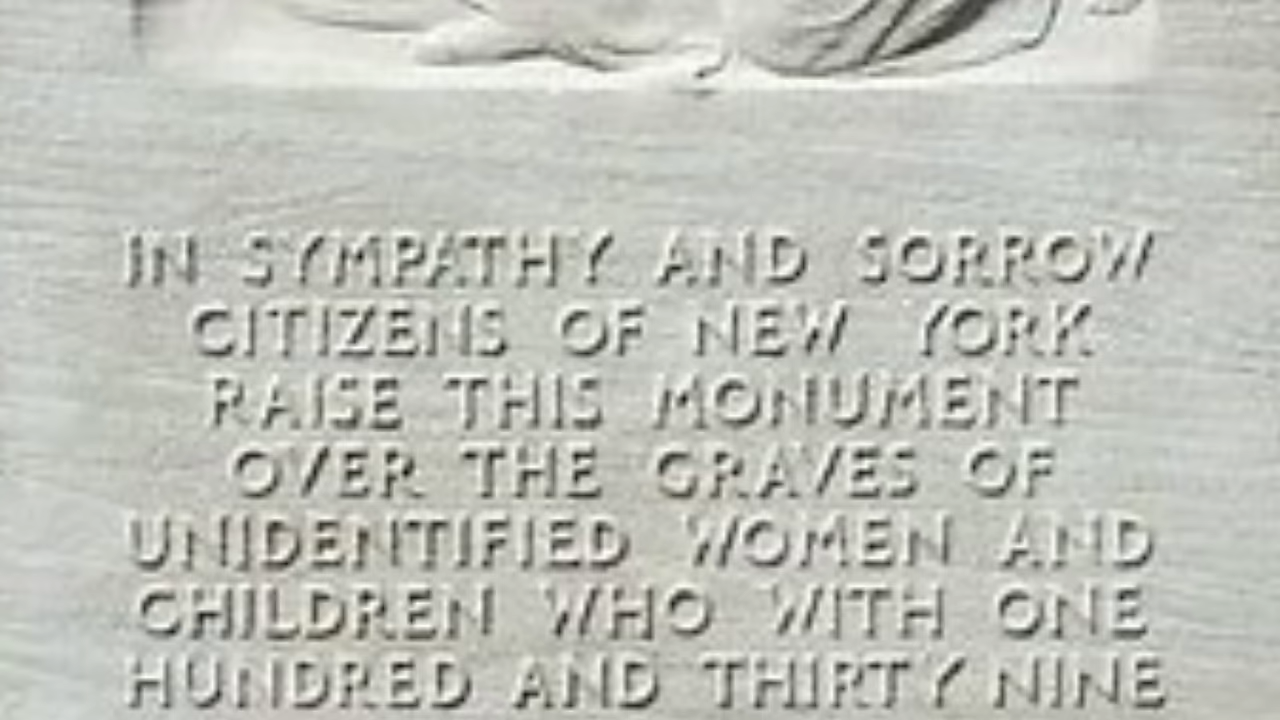 IN SYMPATHY AND SORROW
CITIZENS OF NEW YORK
RAISE THIS MONUMENT
OVER THE GRAVES OF
UNIDENTIFIED WOMEN AND
CHILDREN WHO WITH ONE
HUNDRED AND THIRTY NINE